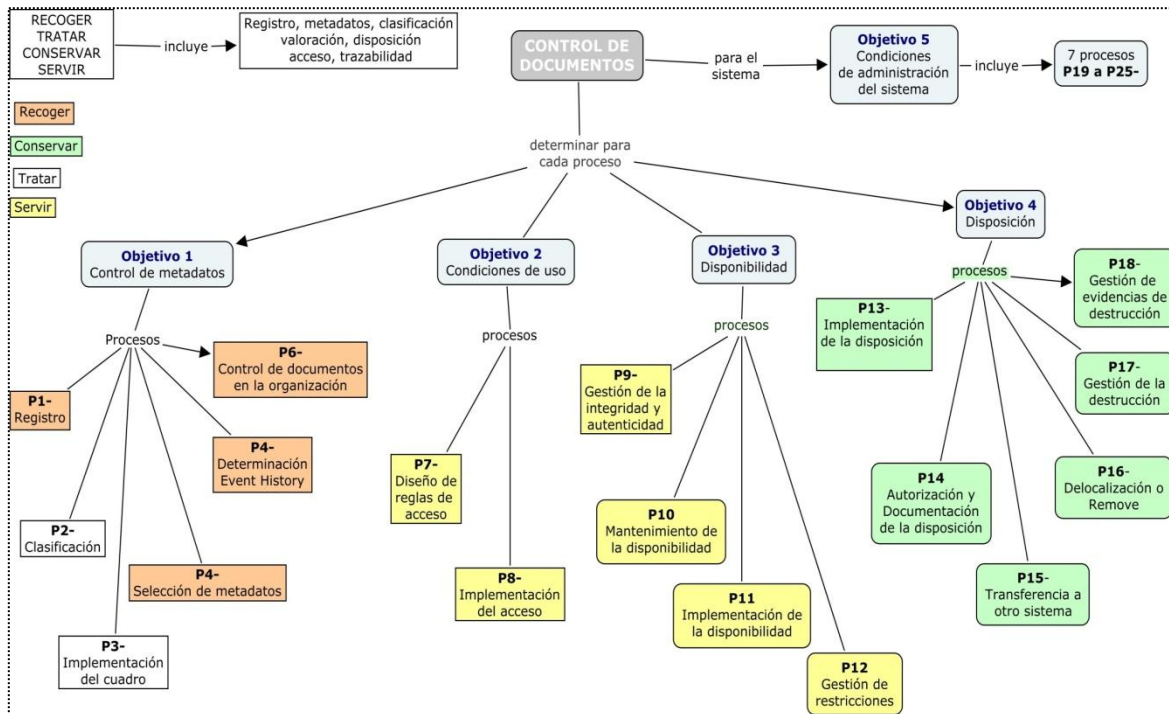 RECOGER
TRATAR
CONSERVAR
SERVIR
incluye
Registro, metadatos, clasificación
valoración, disposición
acceso, trazabilidad
CONTROL DE
DOCUMENTOS
para el
sistema
Objetivo 5
Condiciones
de administración
del sistema
incluye
7 procesos
P19 a P25-
Recoger
Conservar
Tratar
Servir
determinar para
cada proceso
Objetivo 1
Control de metadatos
Objetivo 2
Condiciones de uso
Objetivo 3
Disponibilidad
Objetivo 4
Disposición
Procesos
P6-
Control de documentos
en la organización
P1-
Registro
P4-
Determinación
Event History
P2-
Clasificación
P4-
Selección de metadatos
P3-
Implementación
del cuadro
procesos
P7-
Diseño de
reglas de
acceso
P8-
Implementación
del acceso
procesos
P9-
Gestión de la
integridad y
autenticidad
P10
Mantenimiento de
la disponibilidad
P11
Implementación de
la disponibilidad
P12
Gestión de
restricciones
procesos
P18-
Gestión de
evidencias de
destrucción
P13-
Implementación
de la disposición
P17-
Gestión de la
destrucción
P14
Autorización y
Documentación
de la disposición
P16-
Delocalización o
Remove
P15-
Transferencia a
otro sistema